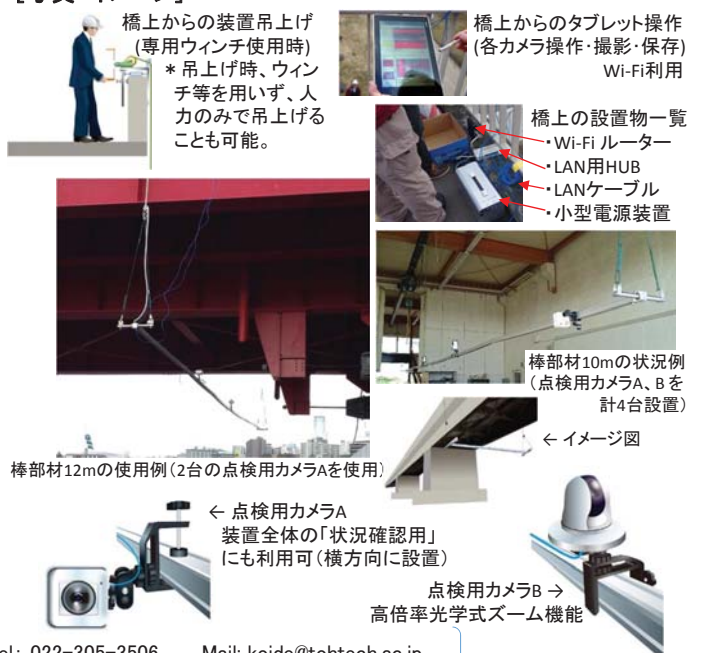 橋上からの装置吊上げ
(専用ウィンチ使用時)
＊吊上げ時、ウィン
チ等を用いず、人
力のみで吊上げる
ことも可能。
橋上からのタブレット操作
(各カメラ操作・撮影・保存)
Wi-Fi利用
橋上の設置物一覧
・Wi-Fi ルーター
・LAN用HUB
・LANケーブル
・小型電源装置
棒部材10mの状況例
(点検用カメラA、Bを
計4台設置)
← イメージ図
棒部材12mの使用例(2台の点検用カメラAを使用)
← 点検用カメラA
装置全体の「状況確認用」
にも利用可(横方向に設置)
点検用カメラB →
高倍率光学式ズーム機能